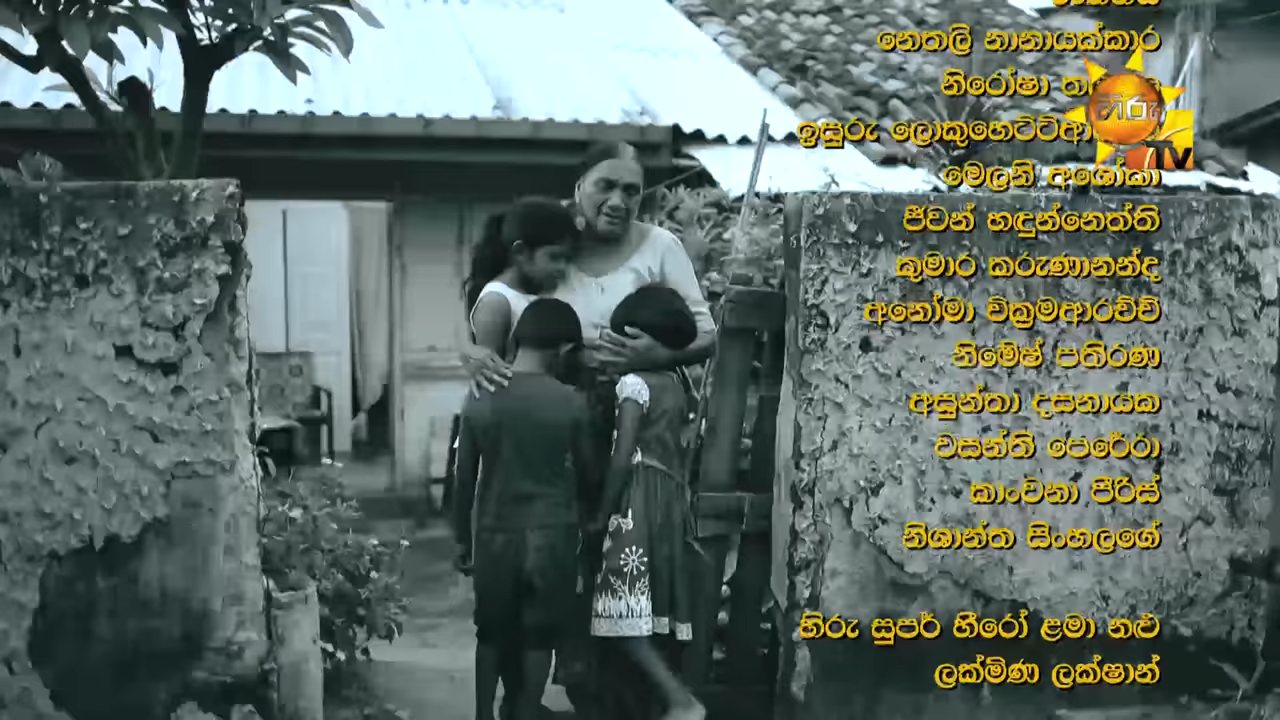 නෙතලි නානායක්කාර
නිරෝෂා
හිරු
TV
ඉසුරු ලොකුහෙට්ටිආ
මෙලනි අශෝකා
ජීවන් හඳුන්නෙත්ති
කුමාර කරුණානන්ද
අනෝමා වික්‍රමආරච්චි
නිමේෂ් පතිරණ
අසුන්තා දසනායක
වසන්ති පෙරේරා
කාංචනා පීරිස්
නිශාන්ත සිංහලගේ
හිරු සුපර් හීරෝ ළමා නළු
ලක්මිණ ලක්ෂාන්